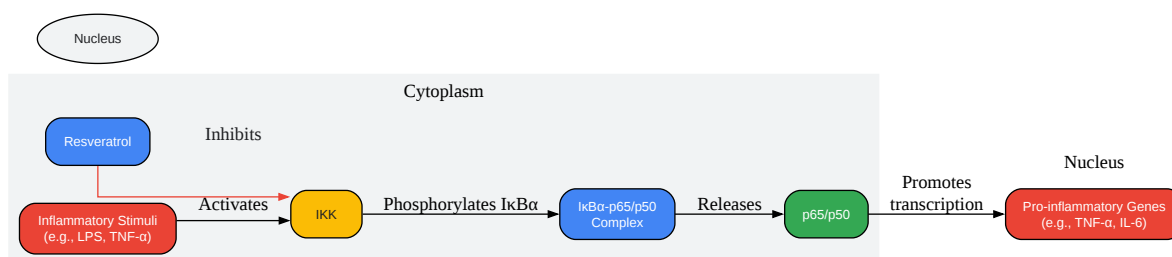 Nucleus
Cytoplasm
Resveratrol
Inhibits
Inflammatory Stimuli
(e.g., LPS, TNF-α)
Activates
IKK
Phosphorylates IκBα
IκBα-p65/p50
Complex
Releases
p65/p50
Promotes
transcription
Nucleus
Pro-inflammatory Genes
(e.g., TNF-α, IL-6)